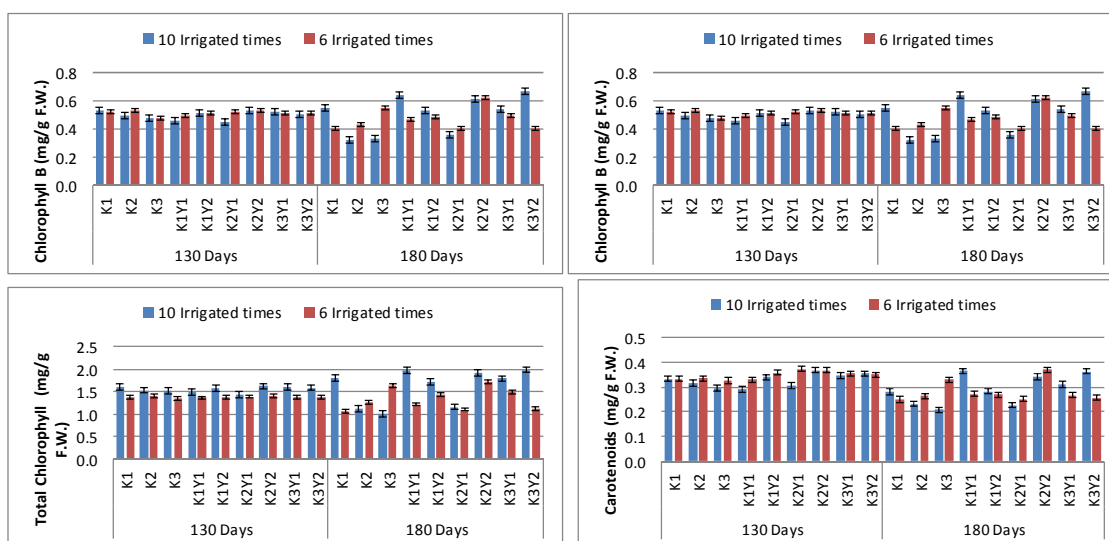 10 Irrigated times 6 Irrigated times
Chlorophyll B (mg/g F.W.)
0.8
0.6
0.4
0.2
0.0
K1 K2 K3 K1Y1 K1Y2 K2Y1 K2Y2 K3Y1 K3Y2 K1 K2 K3 K1Y1 K1Y2 K2Y1 K2Y2 K3Y1 K3Y2
130 Days 180 Days
10 Irrigated times 6 Irrigated times
Chlorophyll B (mg/g F.W.)
0.8
0.6
0.4
0.2
0.0
K1 K2 K3 K1Y1 K1Y2 K2Y1 K2Y2 K3Y1 K3Y2 K1 K2 K3 K1Y1 K1Y2 K2Y1 K2Y2 K3Y1 K3Y2
130 Days 180 Days
10 Irrigated times 6 Irrigated times
Total Chlorophyll (mg/g
F.W.)
2.5
2.0
1.5
1.0
0.5
0.0
K1 K2 K3 K1Y1 K1Y2 K2Y1 K2Y2 K3Y1 K3Y2 K1 K2 K3 K1Y1 K1Y2 K2Y1 K2Y2 K3Y1 K3Y2
130 Days 180 Days
10 Irrigated times 6 Irrigated times
Carotenoids (mg/g F.W.)
0.5
0.4
0.3
0.2
0.1
0.0
K1 K2 K3 K1Y1 K1Y2 K2Y1 K2Y2 K3Y1 K3Y2 K1 K2 K3 K1Y1 K1Y2 K2Y1 K2Y2 K3Y1 K3Y2
130 Days 180 Days